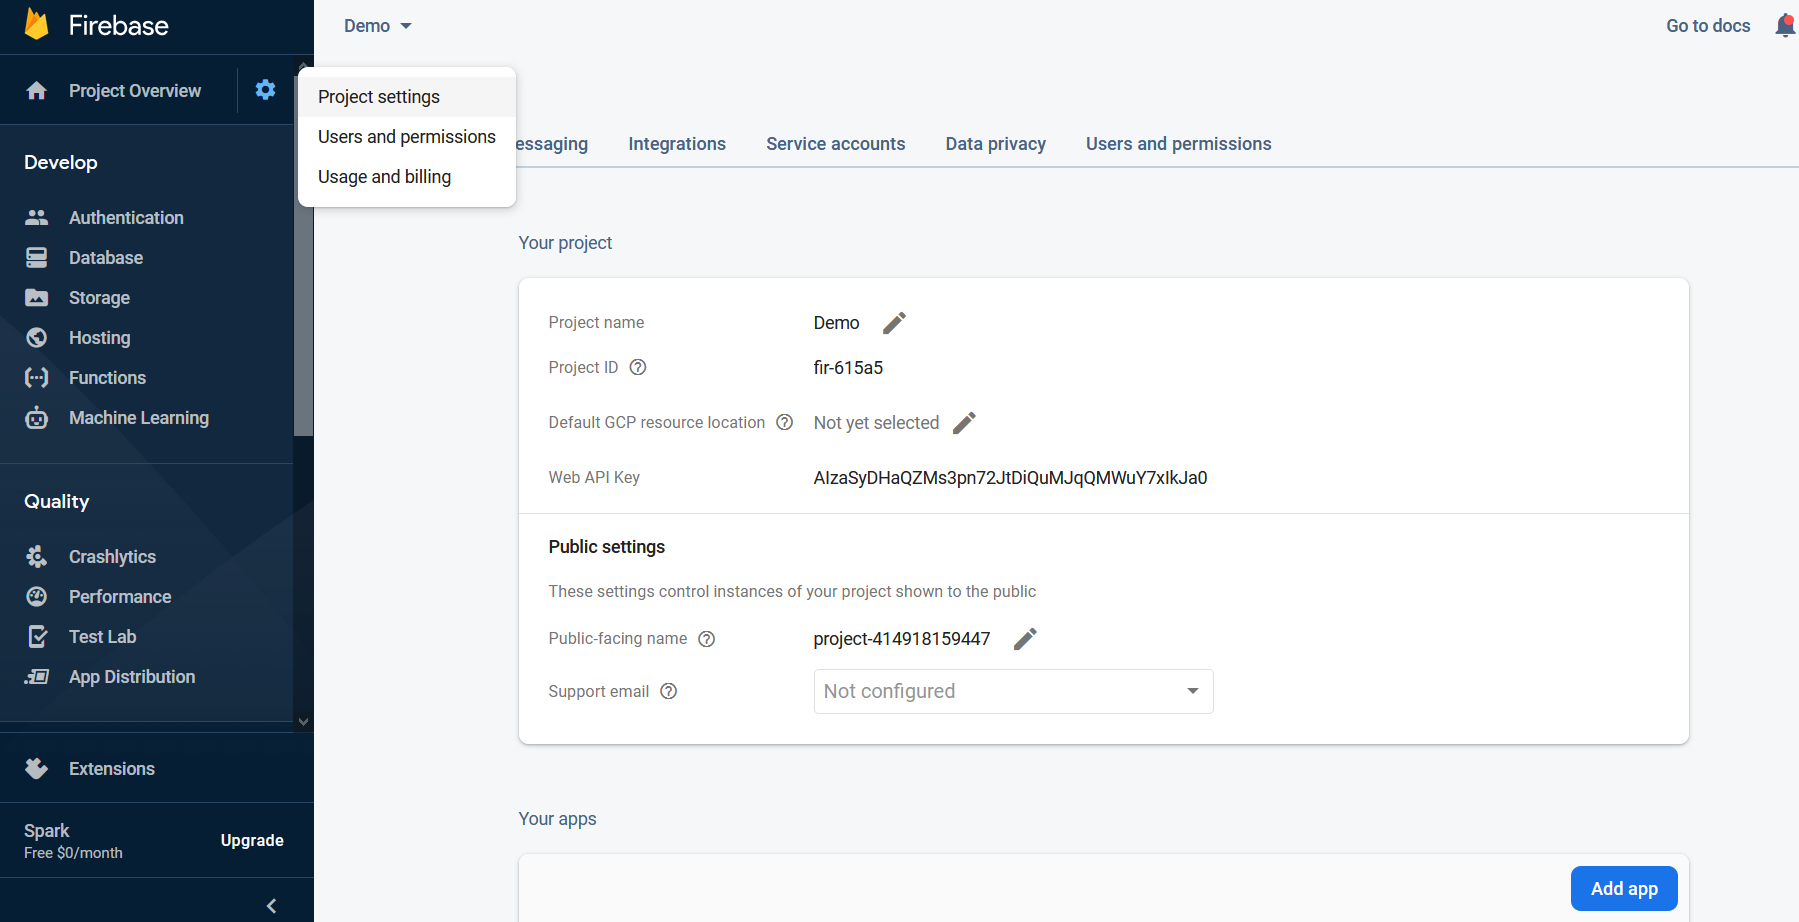 Firebase
Demo
Go to docs
Project Overview
Project settings
Users and permissions
Usage and billing
essaging
Integrations
Service accounts
Data privacy
Users and permissions
Develop
Authentication
Database
Storage
Hosting
Functions
Machine Learning
Quality
Crashlytics
Performance
Test Lab
App Distribution
Extensions
Spark
Free $0/month
Upgrade
Your project
Project name
Demo
Project ID
fir-615a5
Default GCP resource location
Not yet selected
Web API Key
AIzaSyDHaQZMs3pn72JtDiQuMJqQMWuY7xIkJa0
Public settings
These settings control instances of your project shown to the public
Public-facing name
project-414918159447
Support email
Not configured
Your apps
Add app